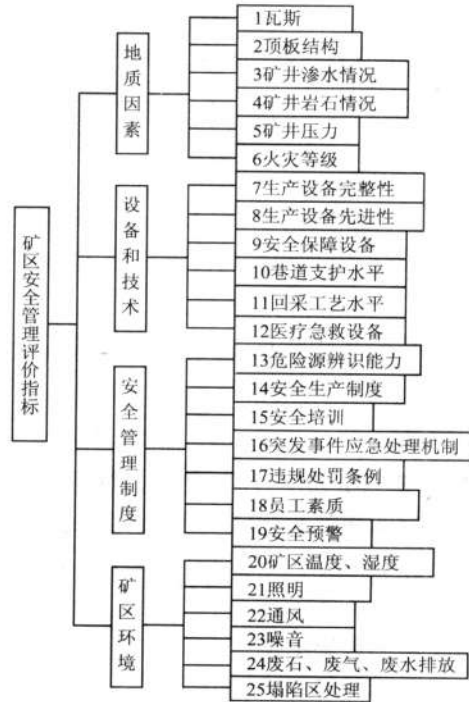 矿区安全管理评价指标
地质因素
1瓦斯
2顶板结构
3矿井渗水情况
4矿井岩石情况
5矿井压力
6火灾等级
设备和技术
7生产设备完整性
8生产设备先进性
9安全保障设备
10巷道支护水平
11回采工艺水平
12医疗急救设备
安全管理制度
13危险源辨识能力
14安全生产制度
15安全培训
16突发事件应急处理机制
17违规处罚条例
18员工素质
19安全预警
矿区环境
20矿区温度、湿度
21照明
22通风
23噪音
24废石、废气、废水排放
25塌陷区处理